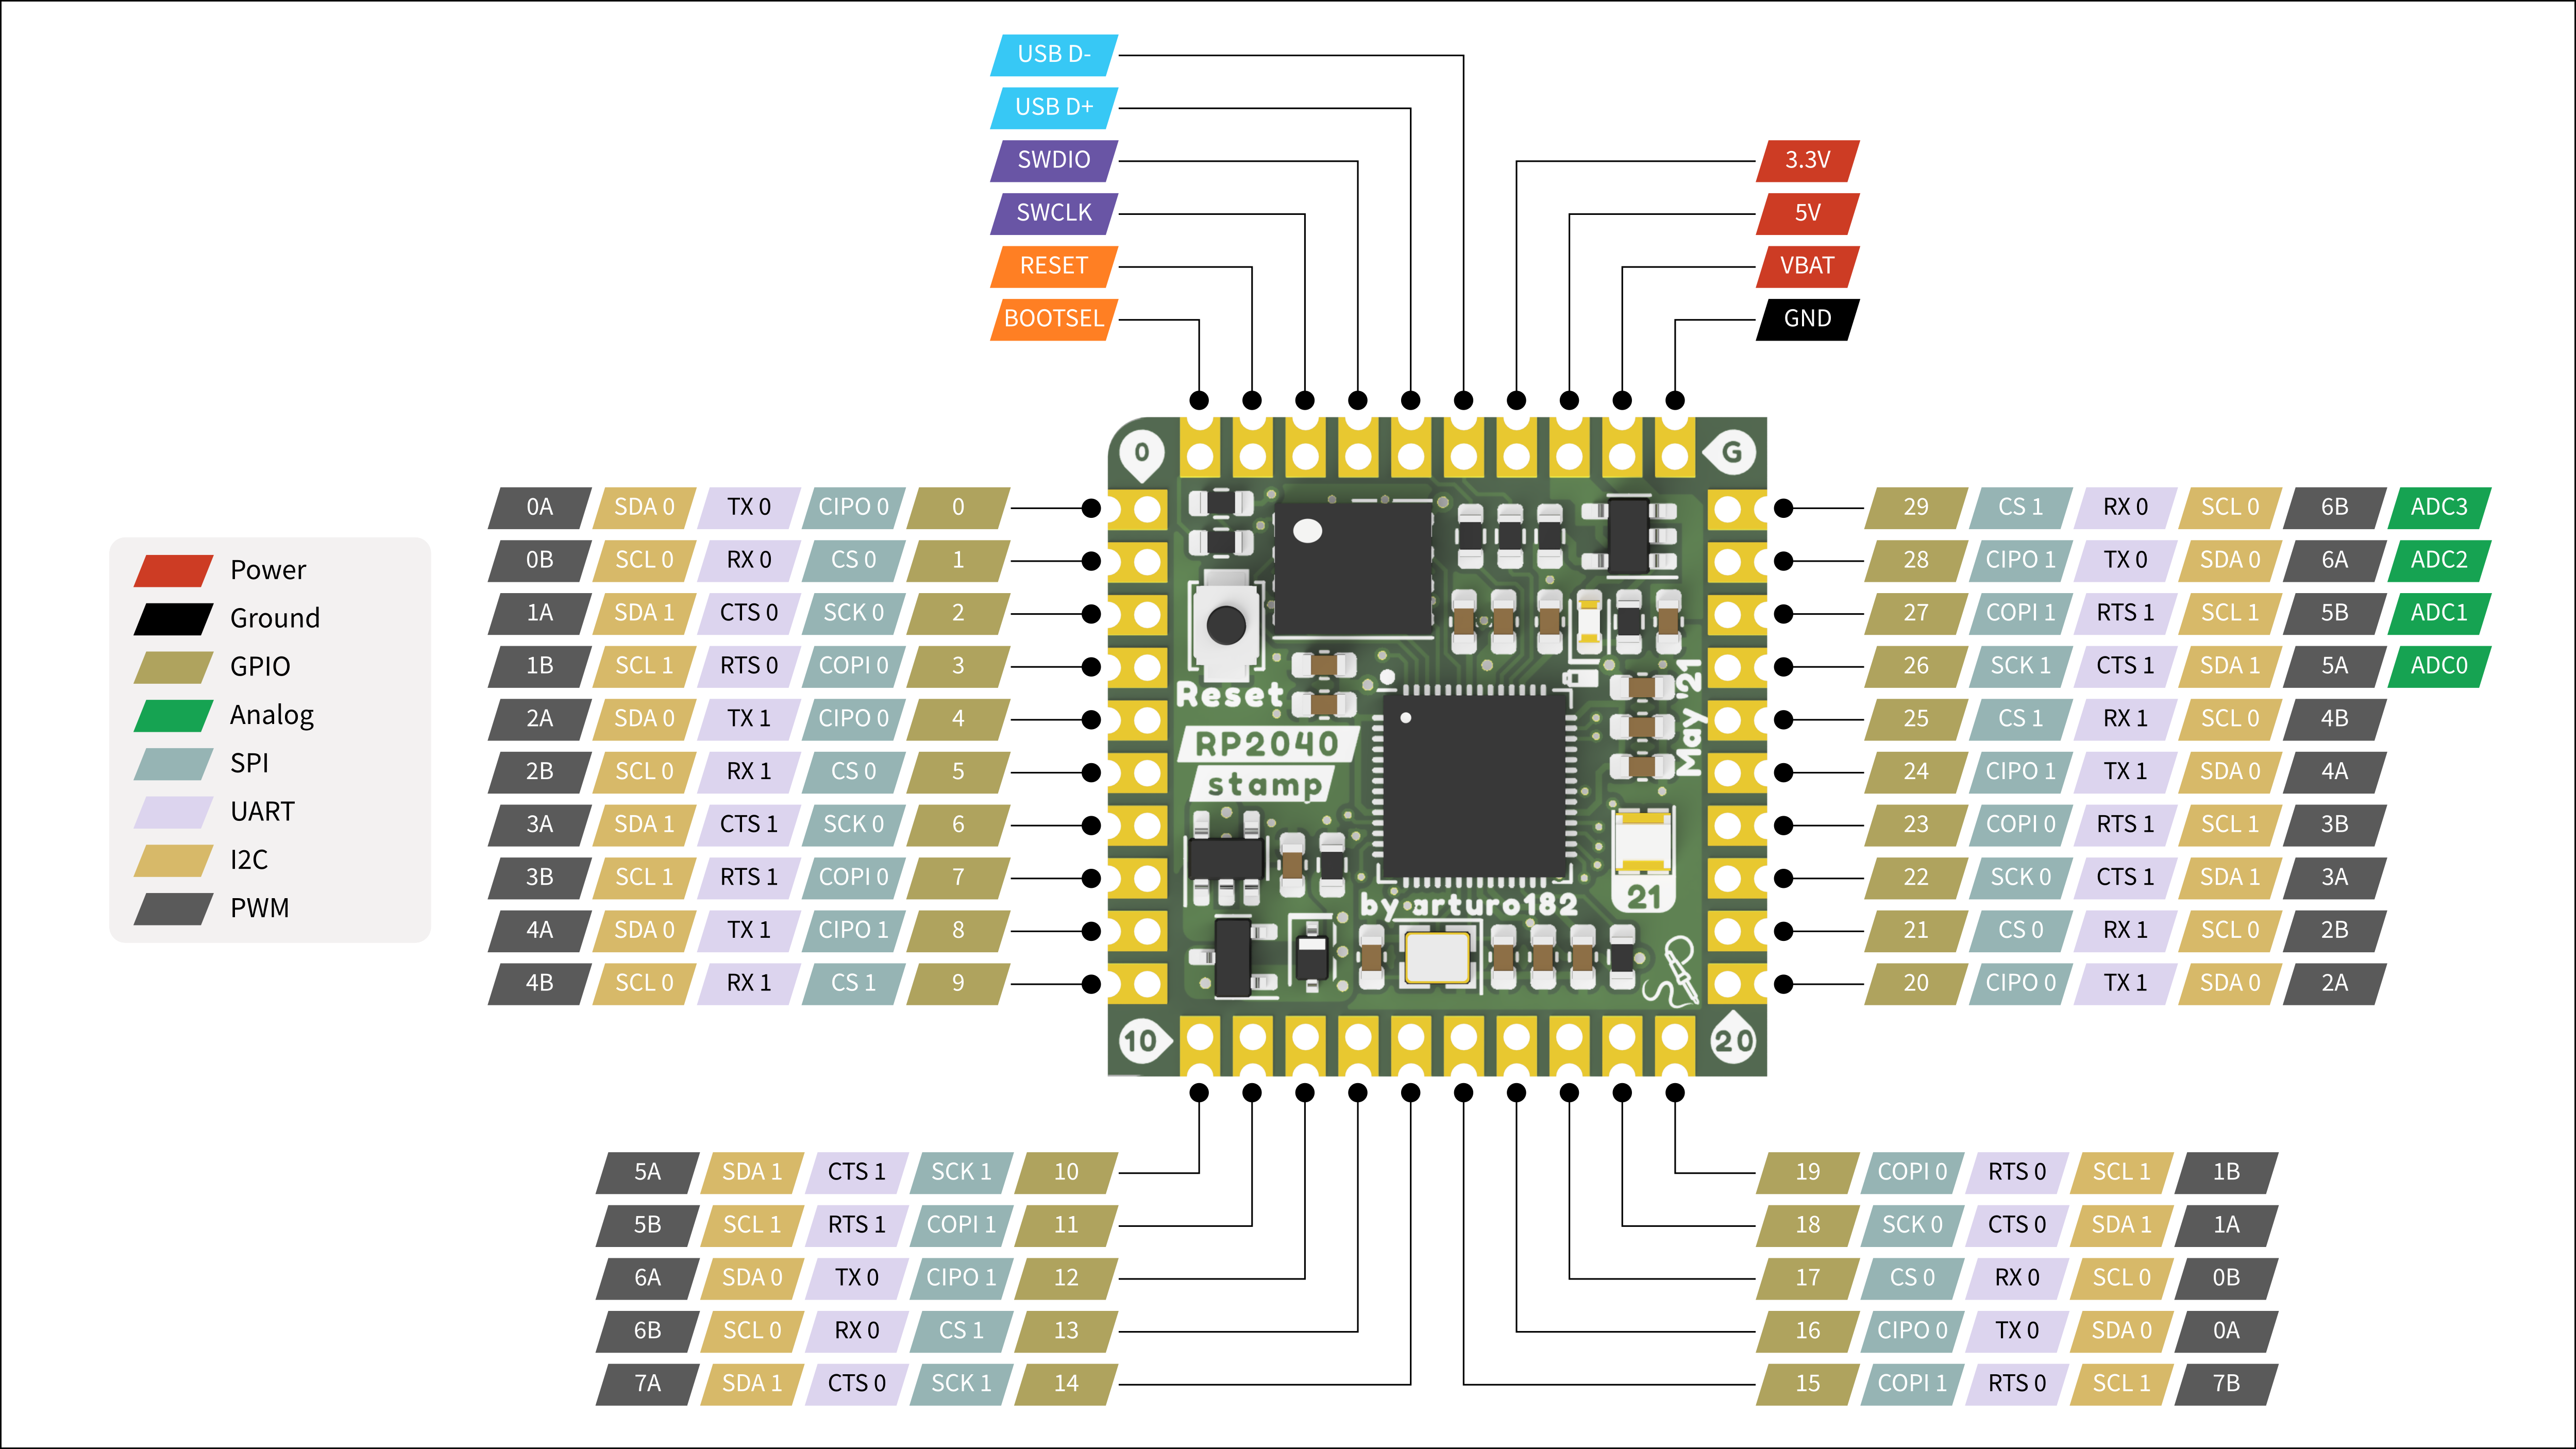 USB D-
USB D+
SWDIO
SWCLK
RESET
BOOTSEL
3.3V
5V
VBAT
GND
Power
Ground
GPIO
Analog
SPI
UART
I2C
PWM
0A SDA 0 TX 0 CIPO 0 0
0B SCL 0 RX 0 CS 0 1
1A SDA 1 CTS 0 SCK 0 2
1B SCL 1 RTS 0 COPI 0 3
2A SDA 0 TX 1 CIPO 0 4
2B SCL 0 RX 1 CS 0 5
3A SDA 1 CTS 1 SCK 0 6
3B SCL 1 RTS 1 COPI 0 7
4A SDA 0 TX 1 CIPO 1 8
4B SCL 0 RX 1 CS 1 9
0
G
Reset
RP2040
stamp
May '21
21
by arturo182
10
20
29 CS 1 RX 0 SCL 0 6B ADC3
28 CIPO 1 TX 0 SDA 0 6A ADC2
27 COPI 1 RTS 1 SCL 1 5B ADC1
26 SCK 1 CTS 1 SDA 1 5A ADC0
25 CS 1 RX 1 SCL 0 4B
24 CIPO 1 TX 1 SDA 0 4A
23 COPI 0 RTS 1 SCL 1 3B
22 SCK 0 CTS 1 SDA 1 3A
21 CS 0 RX 1 SCL 0 2B
20 CIPO 0 TX 1 SDA 0 2A
5A SDA 1 CTS 1 SCK 1 10
5B SCL 1 RTS 1 COPI 1 11
6A SDA 0 TX 0 CIPO 1 12
6B SCL 0 RX 0 CS 1 13
7A SDA 1 CTS 0 SCK 1 14
19 COPI 0 RTS 0 SCL 1 1B
18 SCK 0 CTS 0 SDA 1 1A
17 CS 0 RX 0 SCL 0 0B
16 CIPO 0 TX 0 SDA 0 0A
15 COPI 1 RTS 0 SCL 1 7B